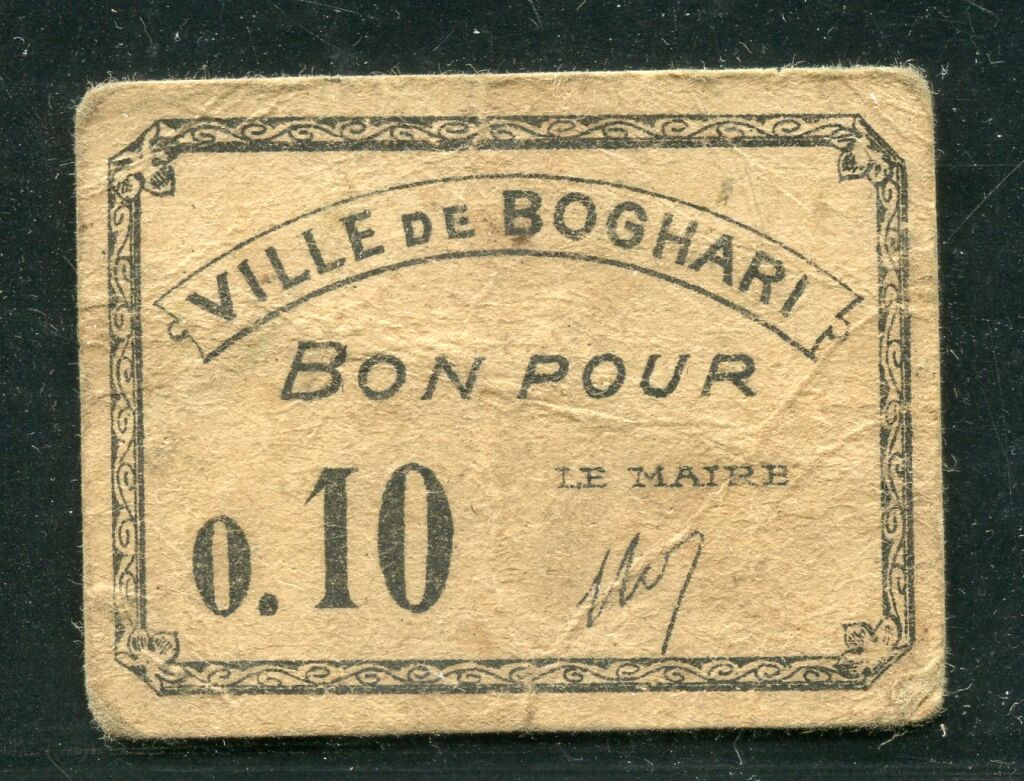 VILLE DE BOGHARI
BON POUR
0.10
LE MAIRE